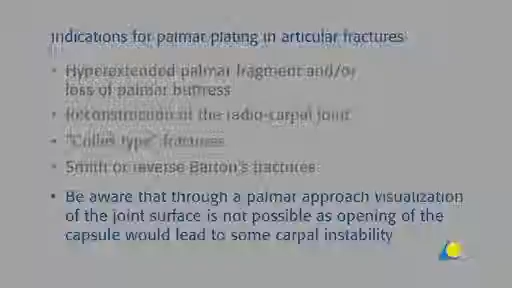 Indications for palmar plating in articular fractures
• Hyperextended palmar fragment and/or
loss of palmar buttress
• Reconstruction of the radio-carpal joint
• "Colles type" fractures
• Smith or reverse Barton's fractures
• Be aware that through a palmar approach visualization
of the joint surface is not possible as opening of the
capsule would lead to some carpal instability